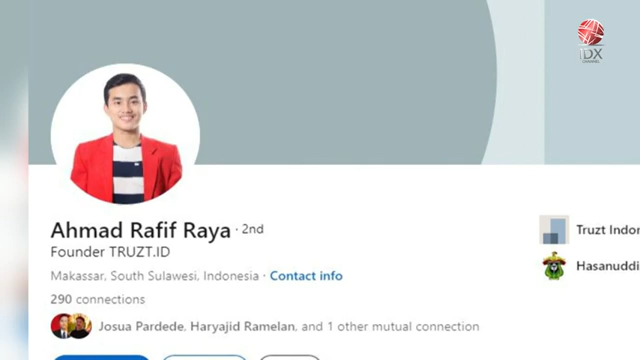 IDX
CHANNEL
Ahmad Rafif Raya · 2nd
Founder TRUZT.ID
Makassar, South Sulawesi, Indonesia · Contact info
290 connections
Josua Pardede, Haryajid Ramelan, and 1 other mutual connection
Truzt Indon
Hasanuddi